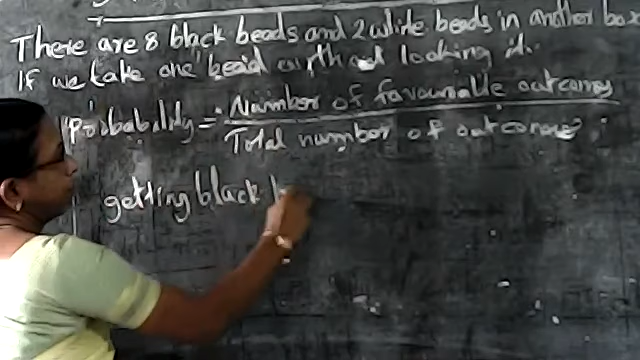 There are 8 black beads and 2 white beads in another
If we take one bead without looking it.
Probability = Number of favourable outcomes
Total number of outcomes
getting black